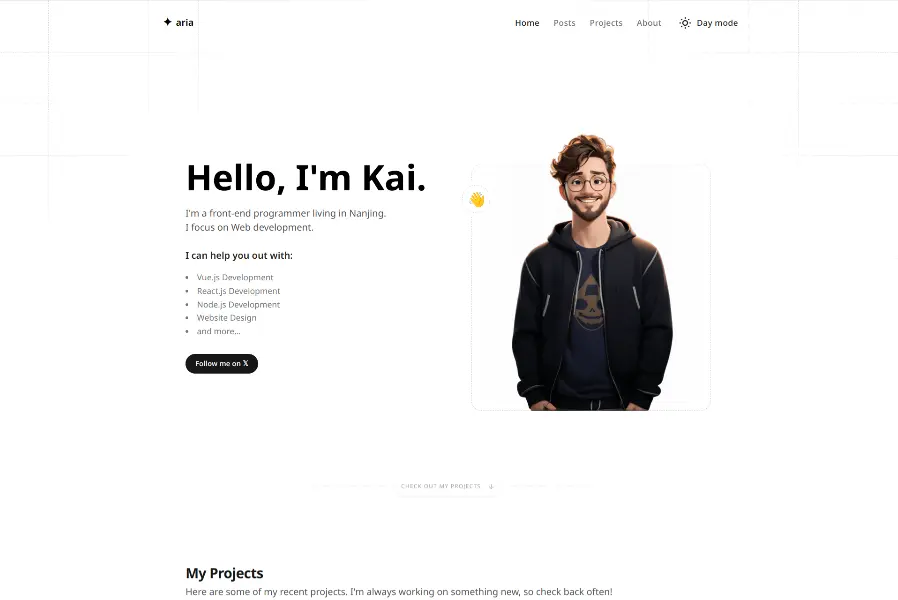 aria
Home Posts Projects About Day mode
Hello, I'm Kai.
I'm a front-end programmer living in Nanjing.
I focus on Web development.
I can help you out with:
Vue.js Development
React.js Development
Node.js Development
Website Design
and more...
Follow me on 𝕏
CHECK OUT MY PROJECTS
My Projects
Here are some of my recent projects. I'm always working on something new, so check back often!